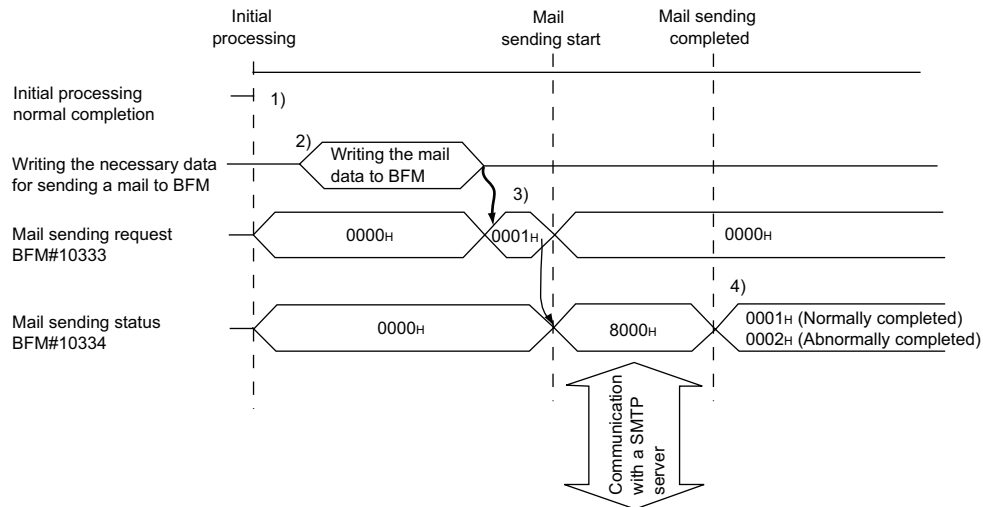 Initial
processing
Mail
sending start
Mail sending
completed
Initial processing
normal completion
1)
Writing the necessary data
for sending a mail to BFM
2)
Writing the mail
data to BFM
3)
Mail sending request
BFM#10333
0000H
0001H
0000H
Mail sending status
BFM#10334
0000H
8000H
4)
0001H (Normally completed)
0002H (Abnormally completed)
Communication
with a SMTP
server